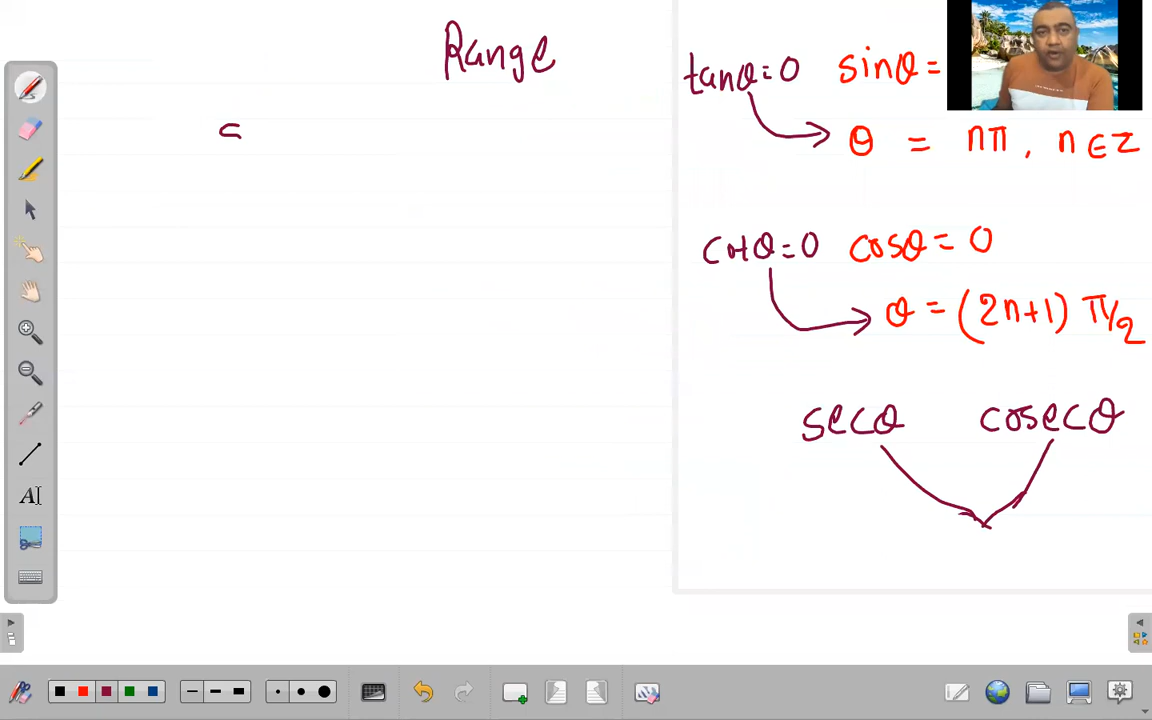 Range
tanθ=0 sinθ=
θ = nπ, n∈Z
cotθ=0 cosθ=0
θ=(2n+1)π/2
secθ cosecθ